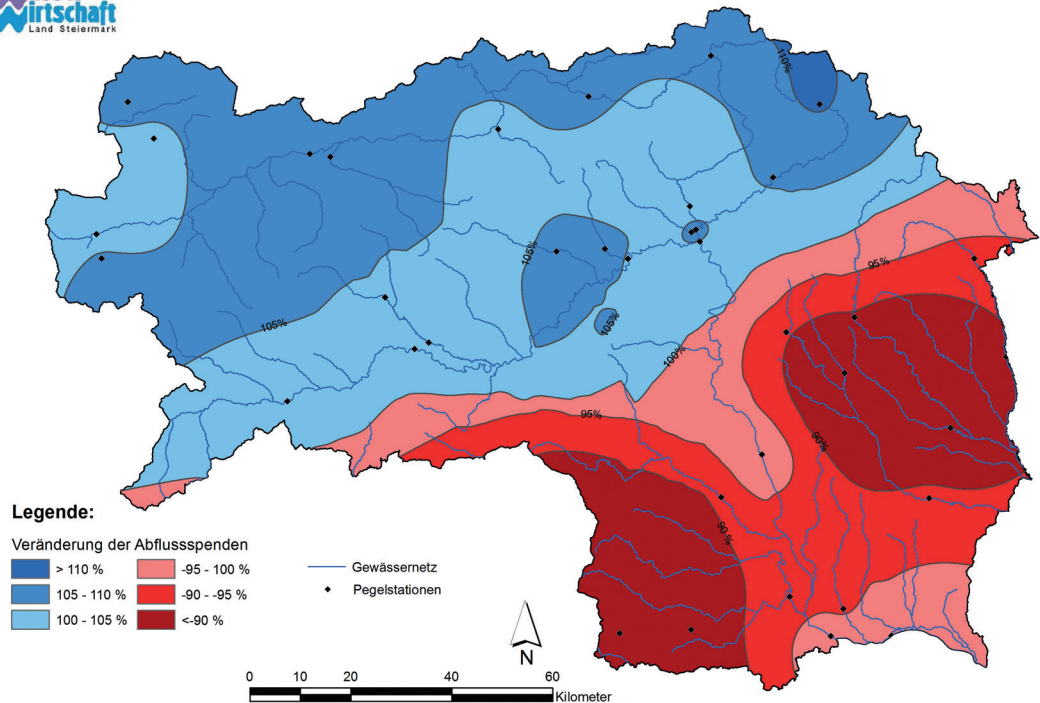 irtschaft
Land Steiermark
110%
105%
105%
105%
100%
95%
95%
90%
90 %
Legende:
Veränderung der Abflussspenden
> 110 %
105 - 110 %
100 - 105 %
-95 - 100 %
-90 - -95 %
<-90 %
Gewässernetz
Pegelstationen
N
0 10 20 40 60
Kilometer